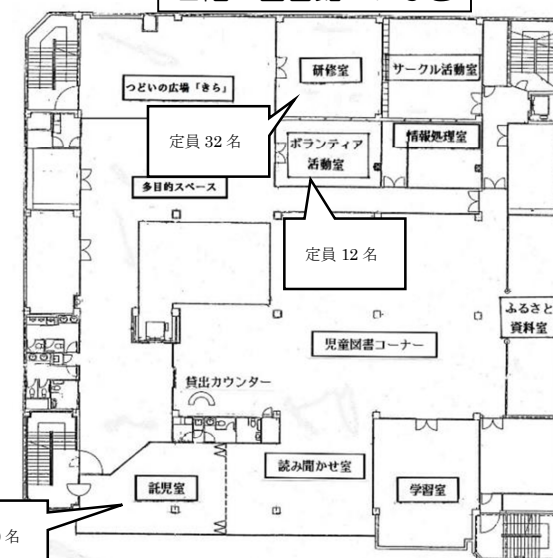 研修室
サークル活動室
つどいの広場「きら」
定員 32 名
ボランティア
活動室
情報処理室
多目的スペース
定員 12 名
ふるさと
資料室
児童図書コーナー
貸出カウンター
読み聞かせ室
託児室
学習室
名